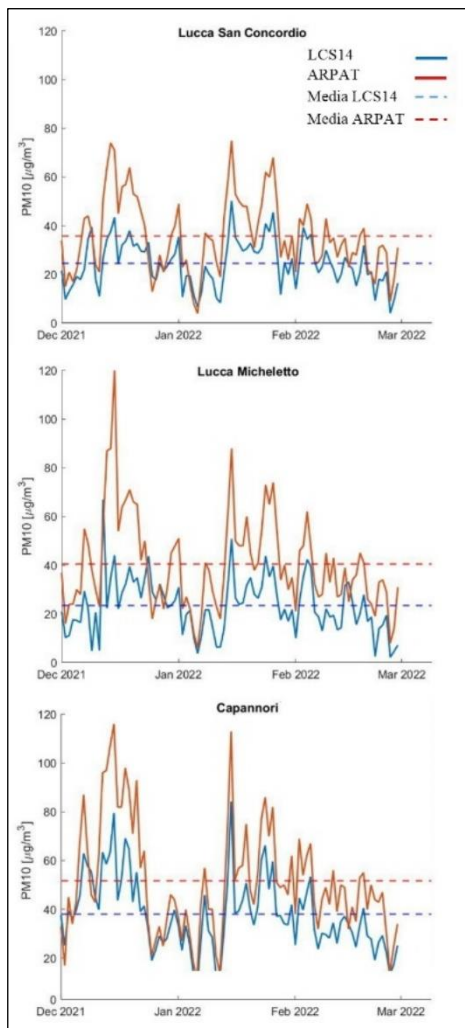 Lucca San Concordio
LCS14
ARPAT
Media LCS14
Media ARPAT
PM10 [μg/m³]
120
100
80
60
40
20
0
Dec 2021 Jan 2022 Feb 2022 Mar 2022
Lucca Micheletto
PM10 [μg/m³]
120
100
80
60
40
20
0
Dec 2021 Jan 2022 Feb 2022 Mar 2022
Capannori
PM10 [μg/m³]
120
100
80
60
40
20
0
Dec 2021 Jan 2022 Feb 2022 Mar 2022